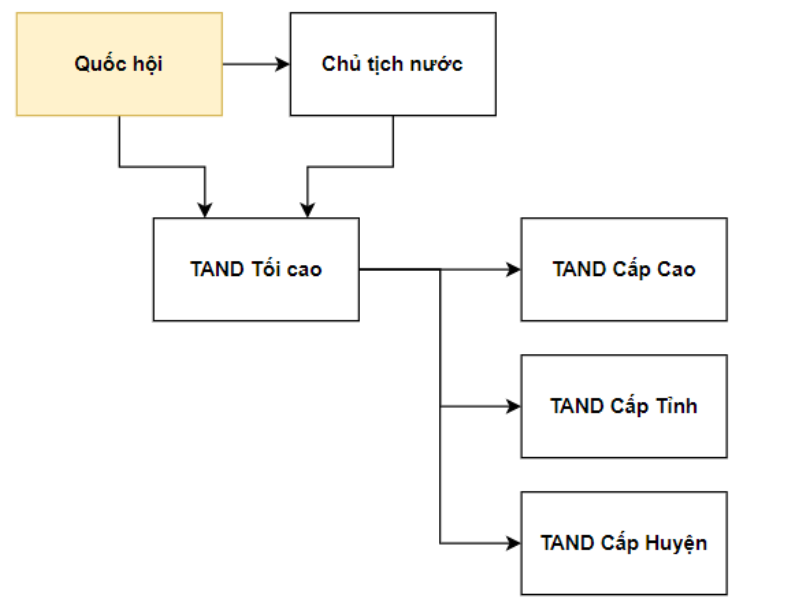 Quốc hội
Chủ tịch nước
TAND Tối cao
TAND Cấp Cao
TAND Cấp Tỉnh
TAND Cấp Huyện